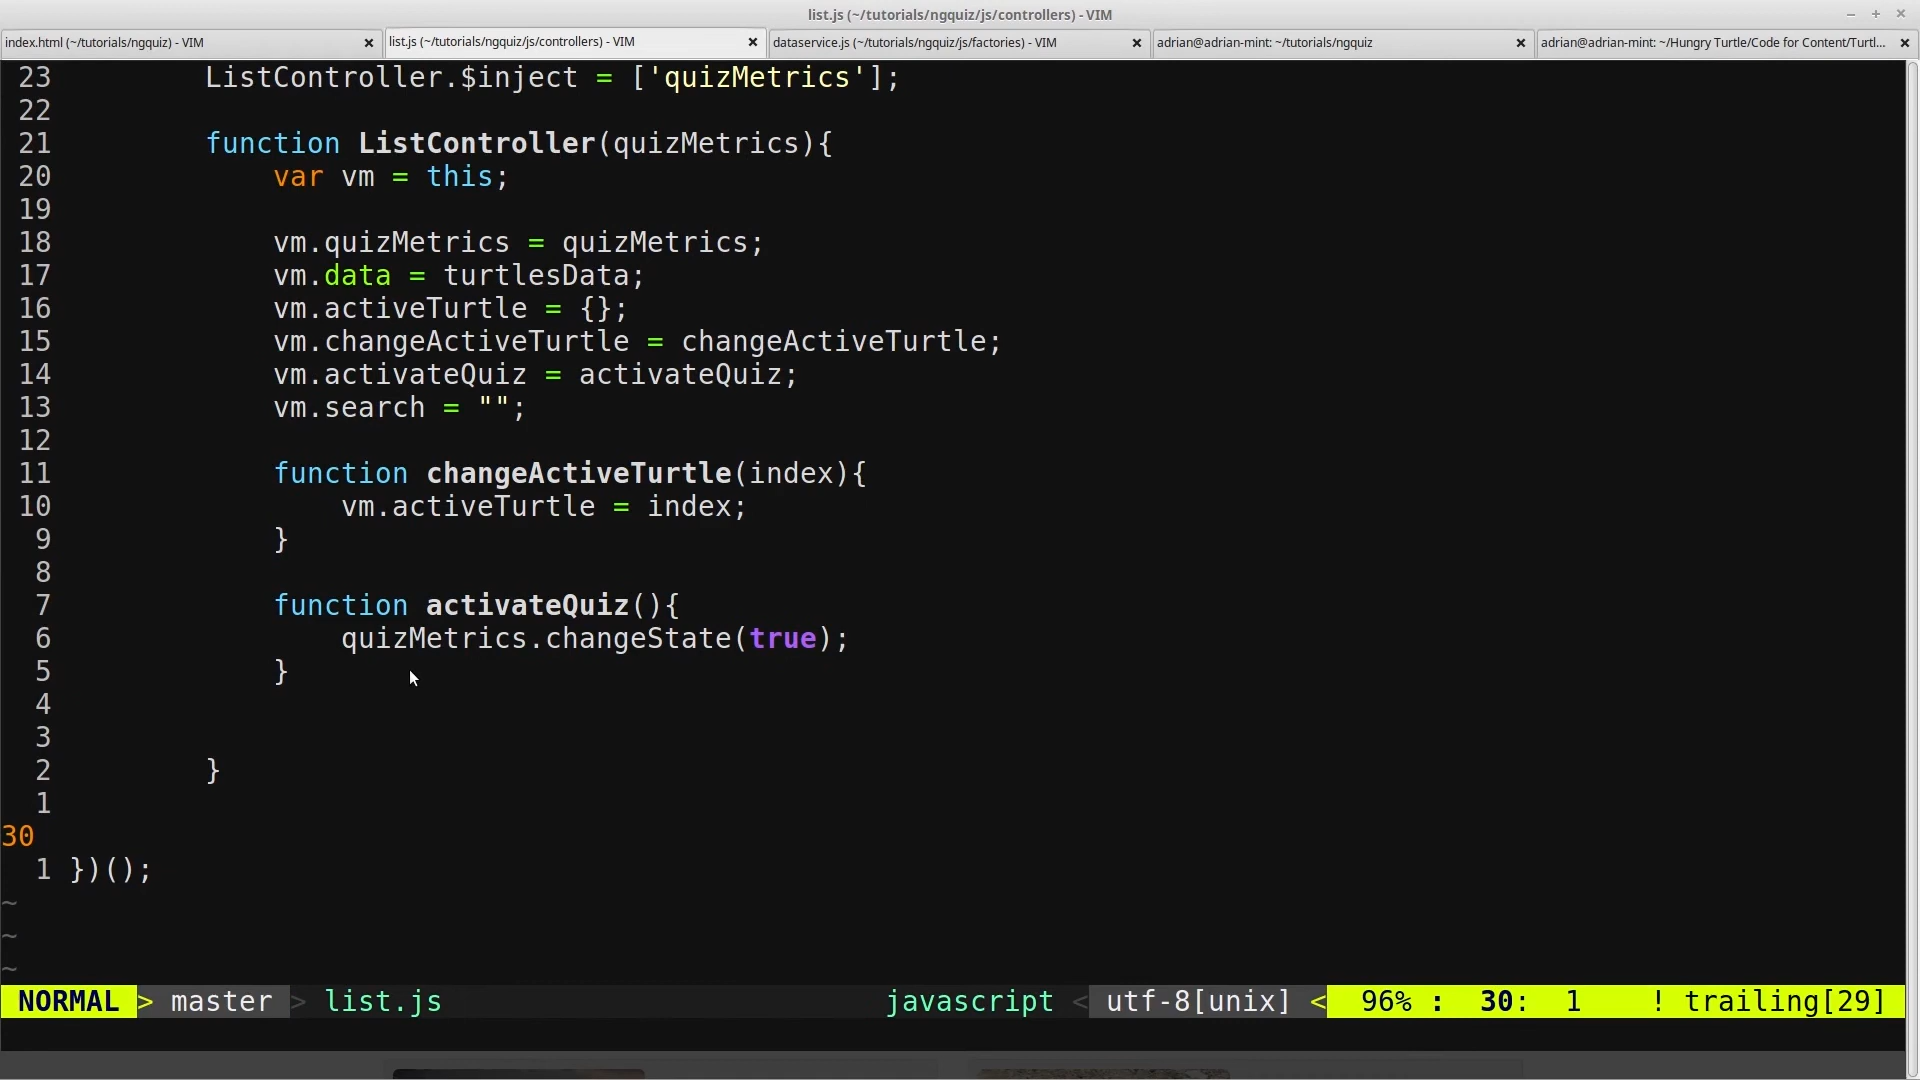 list.js (~/tutorials/ngquiz/js/controllers) - VIM
index.html (~/tutorials/ngquiz) - VIM
list.js (~/tutorials/ngquiz/js/controllers) - VIM
dataservice.js (~/tutorials/ngquiz/js/factories) - VIM
adrian@adrian-mint: ~/tutorials/ngquiz
adrian@adrian-mint: ~/Hungry Turtle/Code for Content/Turtl...
23 ListController.$inject = ['quizMetrics'];
22
21 function ListController(quizMetrics){
20 var vm = this;
19
18 vm.quizMetrics = quizMetrics;
17 vm.data = turtlesData;
16 vm.activeTurtle = {};
15 vm.changeActiveTurtle = changeActiveTurtle;
14 vm.activateQuiz = activateQuiz;
13 vm.search = "";
12
11 function changeActiveTurtle(index){
10 vm.activeTurtle = index;
9 }
8
7 function activateQuiz(){
6 quizMetrics.changeState(true);
5 }
4
3
2 }
1
30
1 })();
~
~
~
NORMAL > master > list.js javascript < utf-8[unix] < 96% : 30: 1 ! trailing[29]